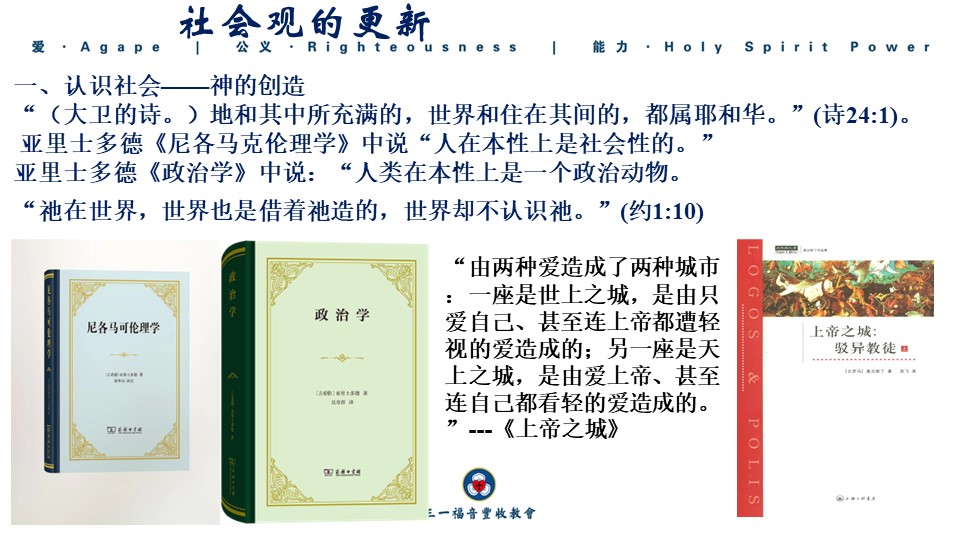 社会观的更新
爱 · Agape | 公义 · Righteousness | 能力 · Holy Spirit Power
一、认识社会——神的创造
“（大卫的诗。）地和其中所充满的，世界和住在其间的，都属耶和华。”(诗24:1)。
亚里士多德《尼各马克伦理学》中说“人在本性上是社会性的。”
亚里士多德《政治学》中说：“人类在本性上是一个政治动物。
“祂在世界，世界也是借着祂造的，世界却不认识祂。”(约1:10)
尼各马可伦理学
尼各马可伦理学
〔古希腊〕亚里士多德 著
商务印书馆
政治学
政治学
〔古希腊〕亚里士多德 著
吴寿彭 译
商务印书馆
“由两种爱造成了两种城市
：一座是世上之城，是由只
爱自己、甚至连上帝都遭轻
视的爱造成的；另一座是天
上之城，是由爱上帝、甚至
连自己都看轻的爱造成的。
”---《上帝之城》
LOGOS & POLIS
上帝之城:
驳异教徒 上
〔古罗马〕奥古斯丁 著 吴飞 译
上海三联书店
三一福音豐收教會